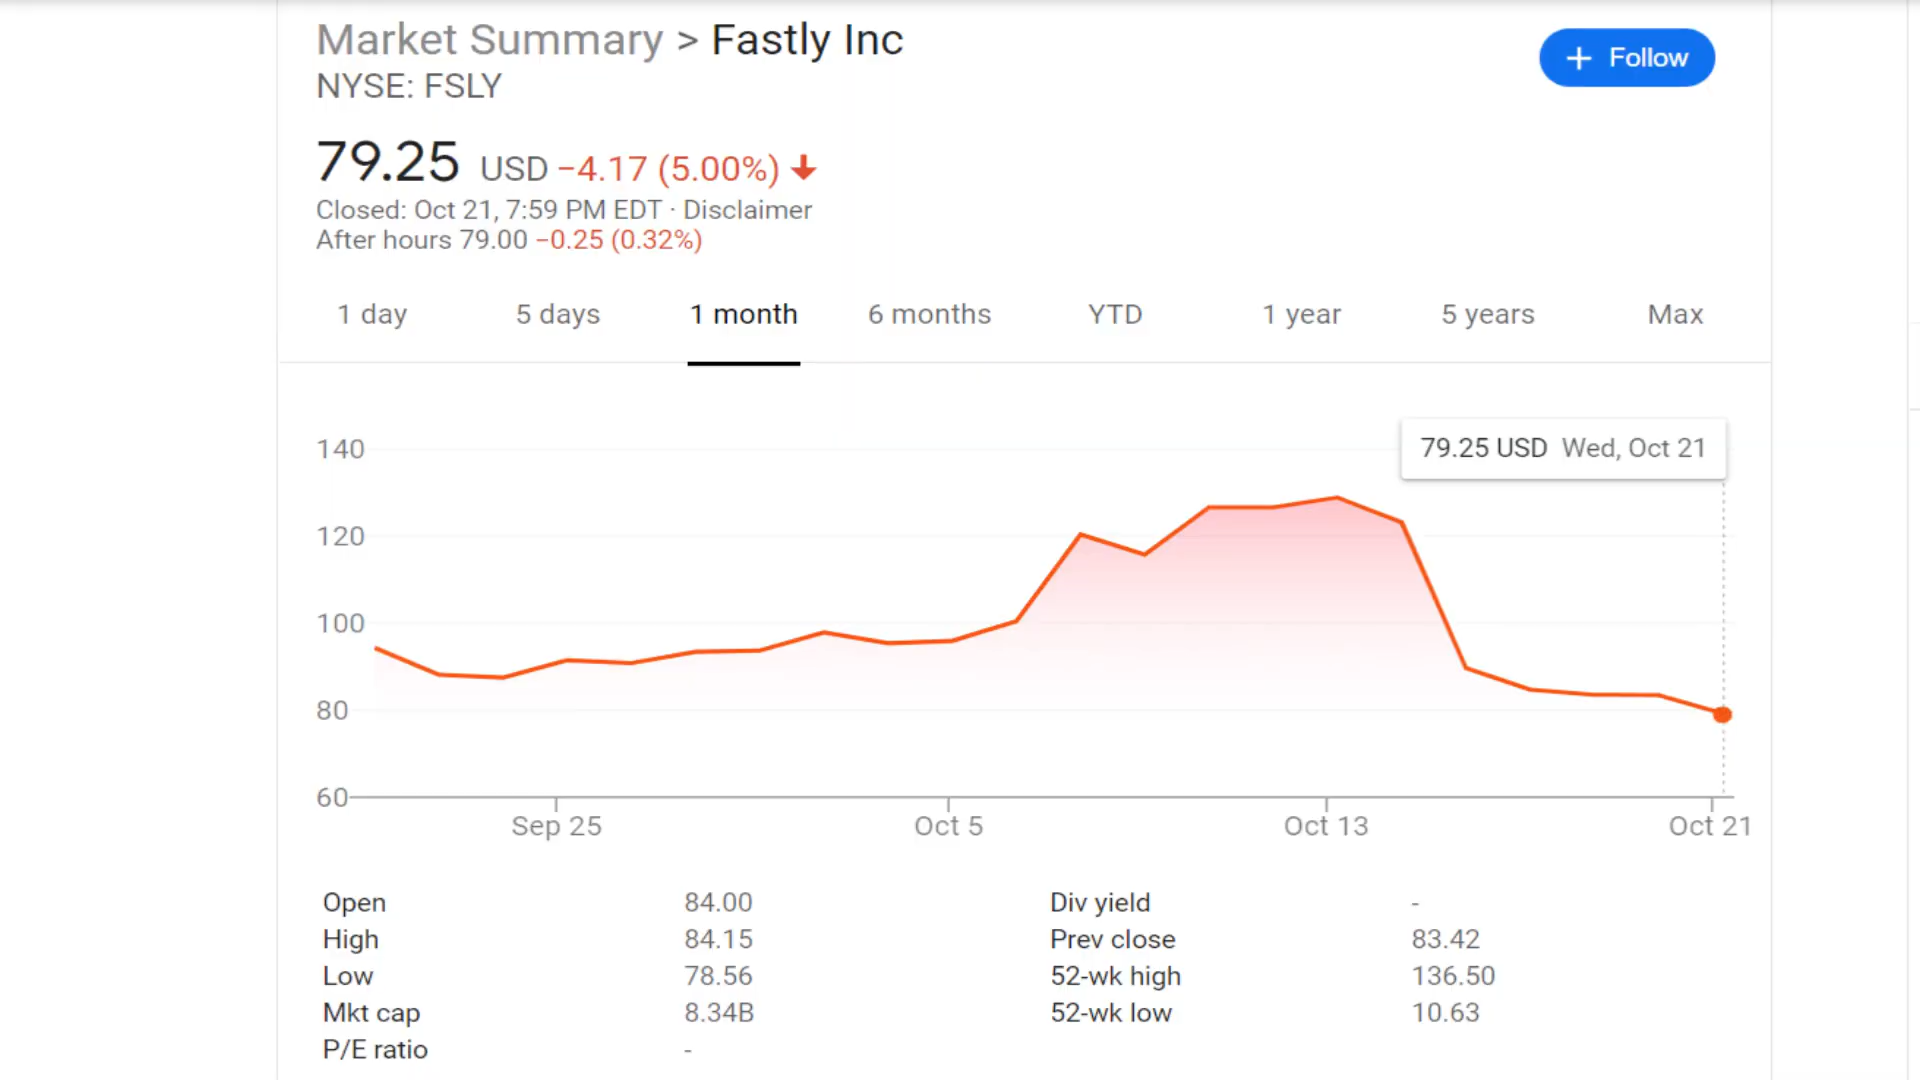 Market Summary > Fastly Inc
NYSE: FSLY
+ Follow
79.25 USD −4.17 (5.00%)
Closed: Oct 21, 7:59 PM EDT · Disclaimer
After hours 79.00 −0.25 (0.32%)
1 day 5 days 1 month 6 months YTD 1 year 5 years Max
79.25 USD Wed, Oct 21
140
120
100
80
60
Sep 25 Oct 5 Oct 13 Oct 21
Open 84.00 Div yield -
High 84.15 Prev close 83.42
Low 78.56 52-wk high 136.50
Mkt cap 8.34B 52-wk low 10.63
P/E ratio -